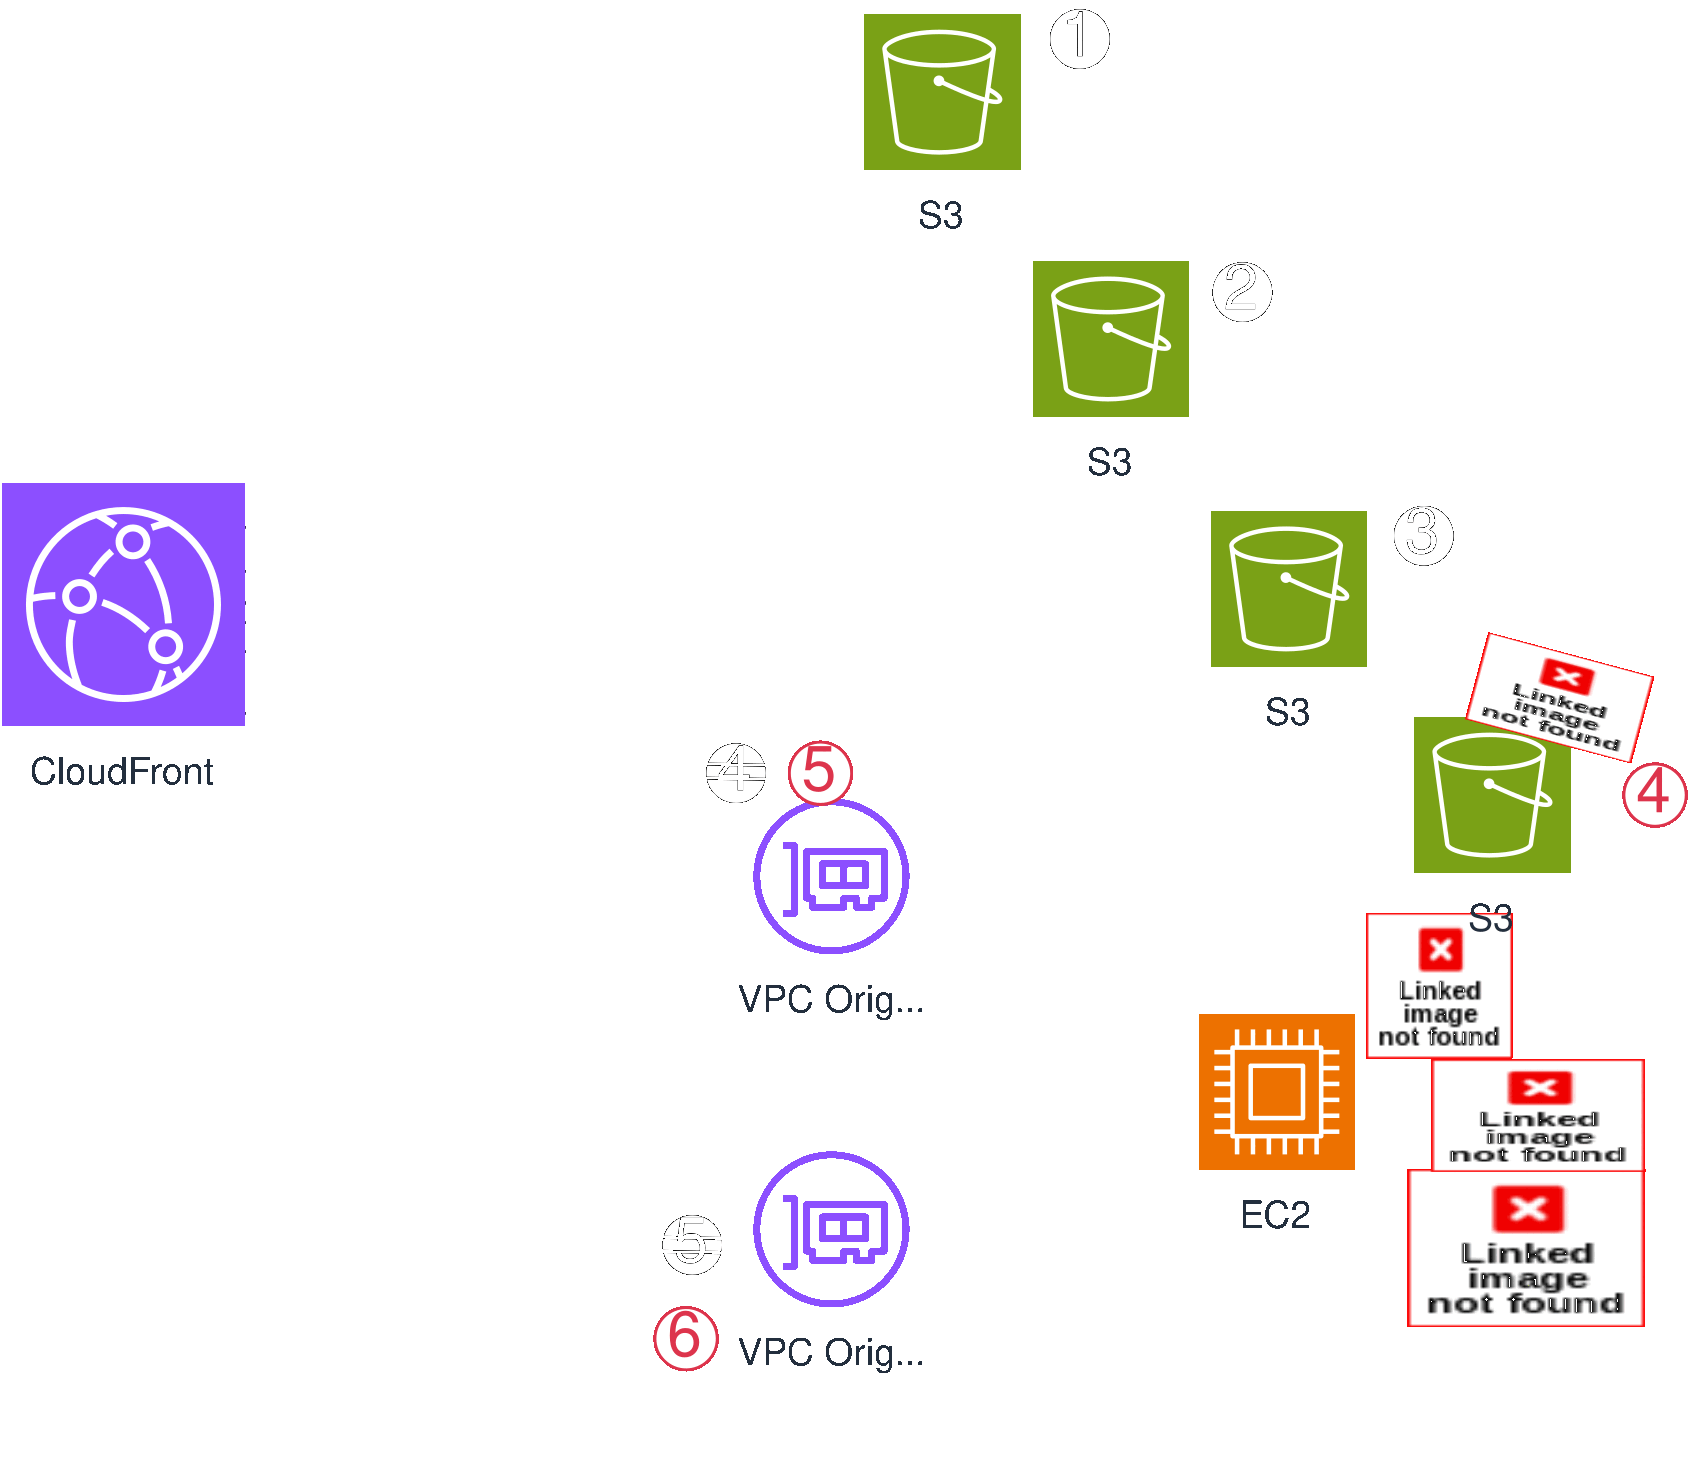 ①
S3
②
S3
③
S3
CloudFront
Linked
image
not found
④
④
⑤
S3
VPC Orig...
Linked
image
not found
EC2
Linked
image
not found
⑤
⑥
VPC Orig...
Linked
image
not found